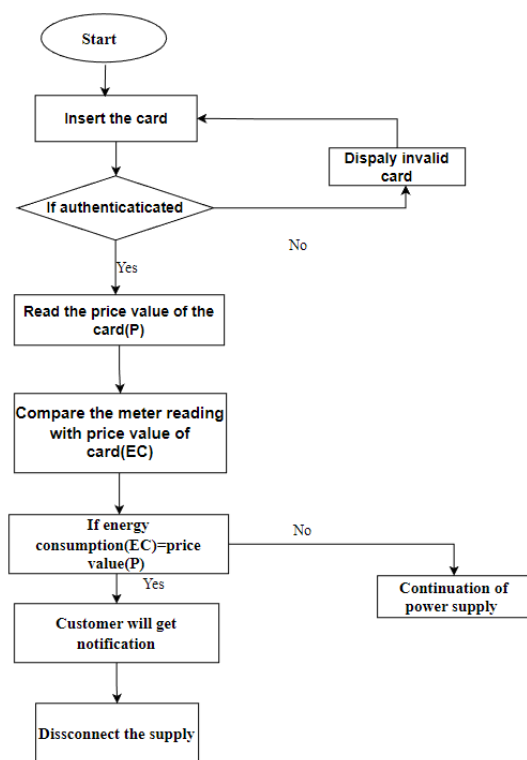 Start
Insert the card
Dispaly invalid
card
If authenticaticated
No
Yes
Read the price value of the
card(P)
Compare the meter reading
with price value of
card(EC)
If energy
consumption(EC)=price
value(P)
No
Yes
Continuation of
power supply
Customer will get
notification
Dissconnect the supply